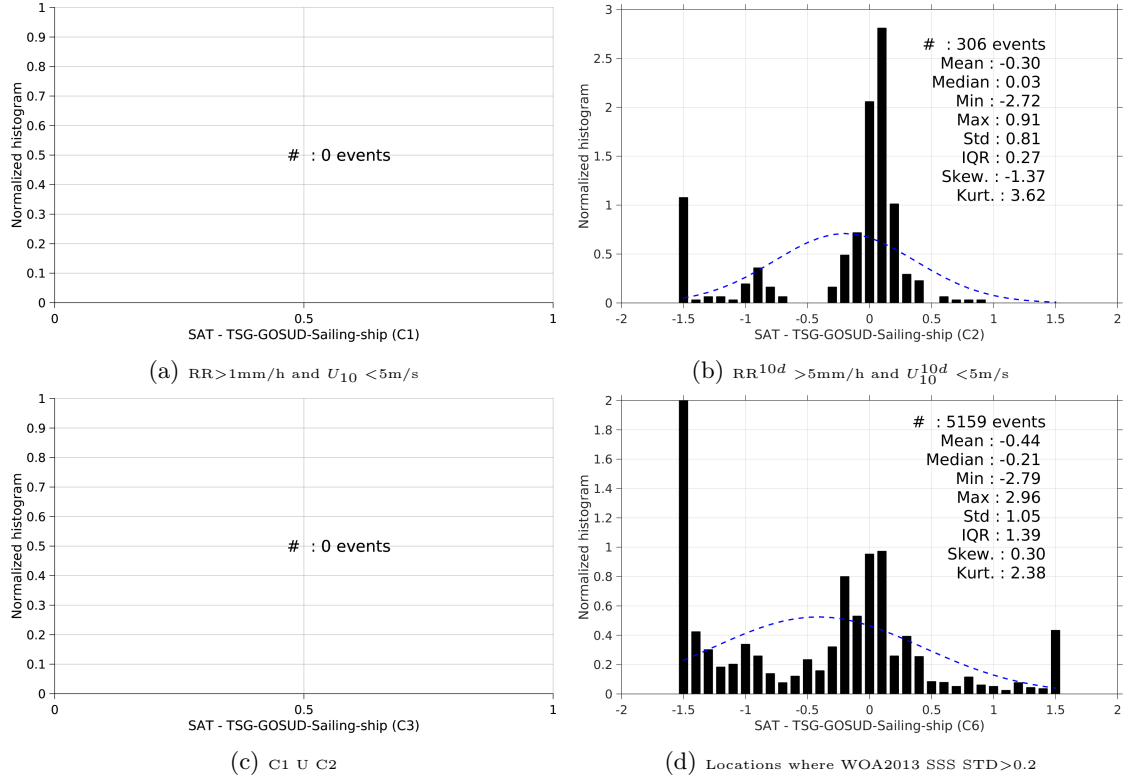 1
0.9
0.8
0.7
0.6
0.5
0.4
0.3
0.2
0.1
0
Normalized histogram
# : 0 events
0 1
SAT - TSG-GOSUD-Sailing-ship (C1)
(a) RR>1mm/h and U10 <5m/s
3
2.5
2
1.5
1
0.5
0
Normalized histogram
# : 306 events
Mean : -0.30
Median : 0.03
Min : -2.72
Max : 0.91
Std : 0.81
IQR : 0.27
Skew. : -1.37
Kurt. : 3.62
-2 -1.5 -1 -0.5 0 0.5 1 1.5 2
SAT - TSG-GOSUD-Sailing-ship (C2)
(b) RR^10d >5mm/h and U10^10d <5m/s
1
0.9
0.8
0.7
0.6
0.5
0.4
0.3
0.2
0.1
0
Normalized histogram
# : 0 events
0 1
SAT - TSG-GOSUD-Sailing-ship (C3)
(c) C1 U C2
2
1.8
1.6
1.4
1.2
1
0.8
0.6
0.4
0.2
0
Normalized histogram
# : 5159 events
Mean : -0.44
Median : -0.21
Min : -2.79
Max : 2.96
Std : 1.05
IQR : 1.39
Skew. : 0.30
Kurt. : 2.38
-2 -1.5 -1 -0.5 0 0.5 1 1.5 2
SAT - TSG-GOSUD-Sailing-ship (C6)
(d) Locations where WOA2013 SSS STD>0.2